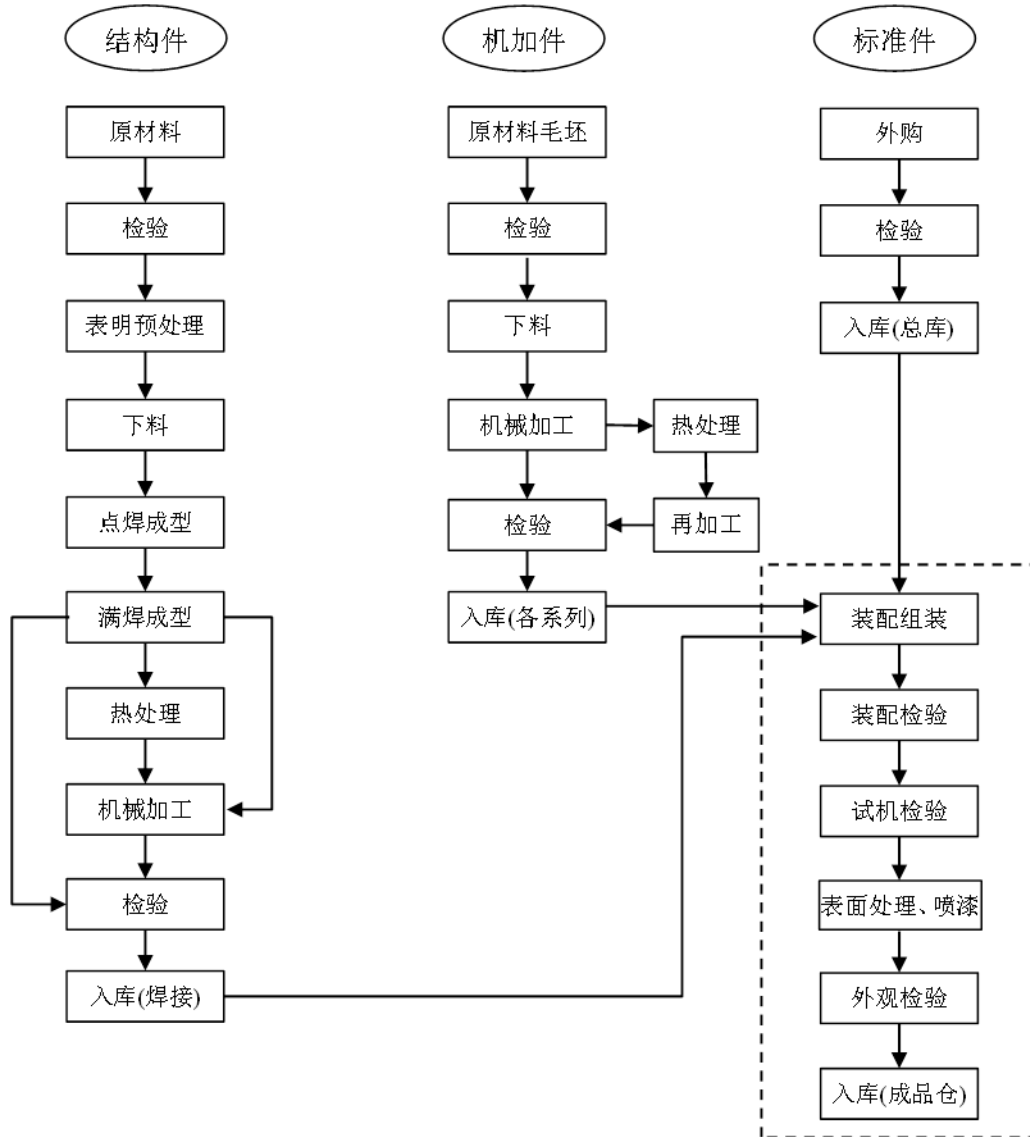 结构件
机加件
标准件
原材料
原材料毛坯
外购
检验
检验
检验
表明预处理
下料
入库(总库)
下料
机械加工
热处理
点焊成型
检验
再加工
满焊成型
入库(各系列)
装配组装
热处理
装配检验
机械加工
试机检验
检验
表面处理、喷漆
入库(焊接)
外观检验
入库(成品仓)